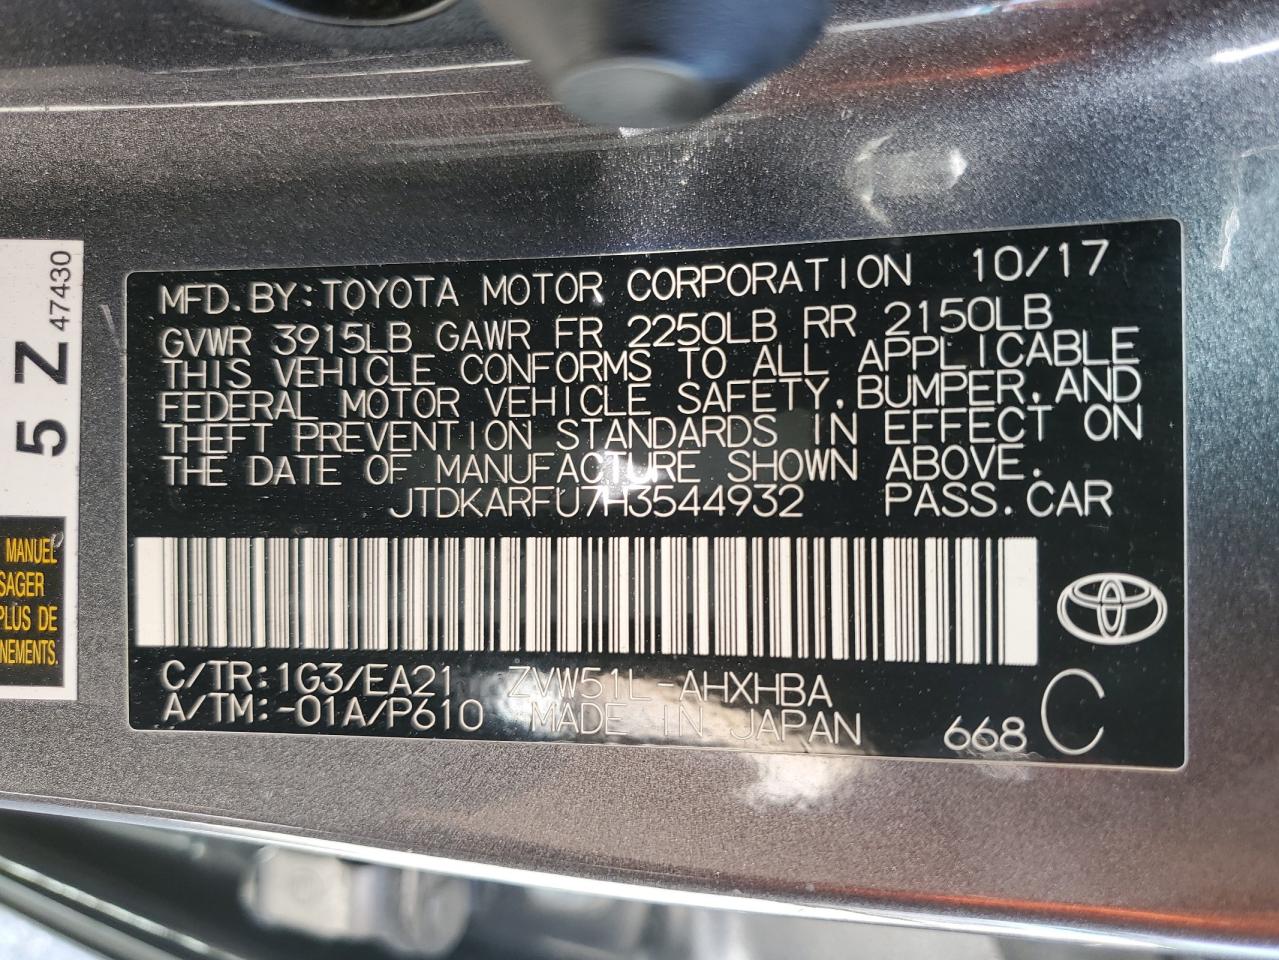 MFD.BY:TOYOTA MOTOR CORPORATION 10/17
GVWR 3915LB GAWR FR 2250LB RR 2150LB
THIS VEHICLE CONFORMS TO ALL APPLICABLE
FEDERAL MOTOR VEHICLE SAFETY,BUMPER,AND
THEFT PREVENTION STANDARDS IN EFFECT ON
THE DATE OF MANUFACTURE SHOWN ABOVE.
JTDKARFU7H3544932 PASS.CAR
C/TR:1G3/EA21 ZVW51L-AHXHBA
A/TM:-01A/P610 MADE IN JAPAN 668 C
5 Z 47430
MANUEL
SAGER
PLUS DE
NEMENTS.